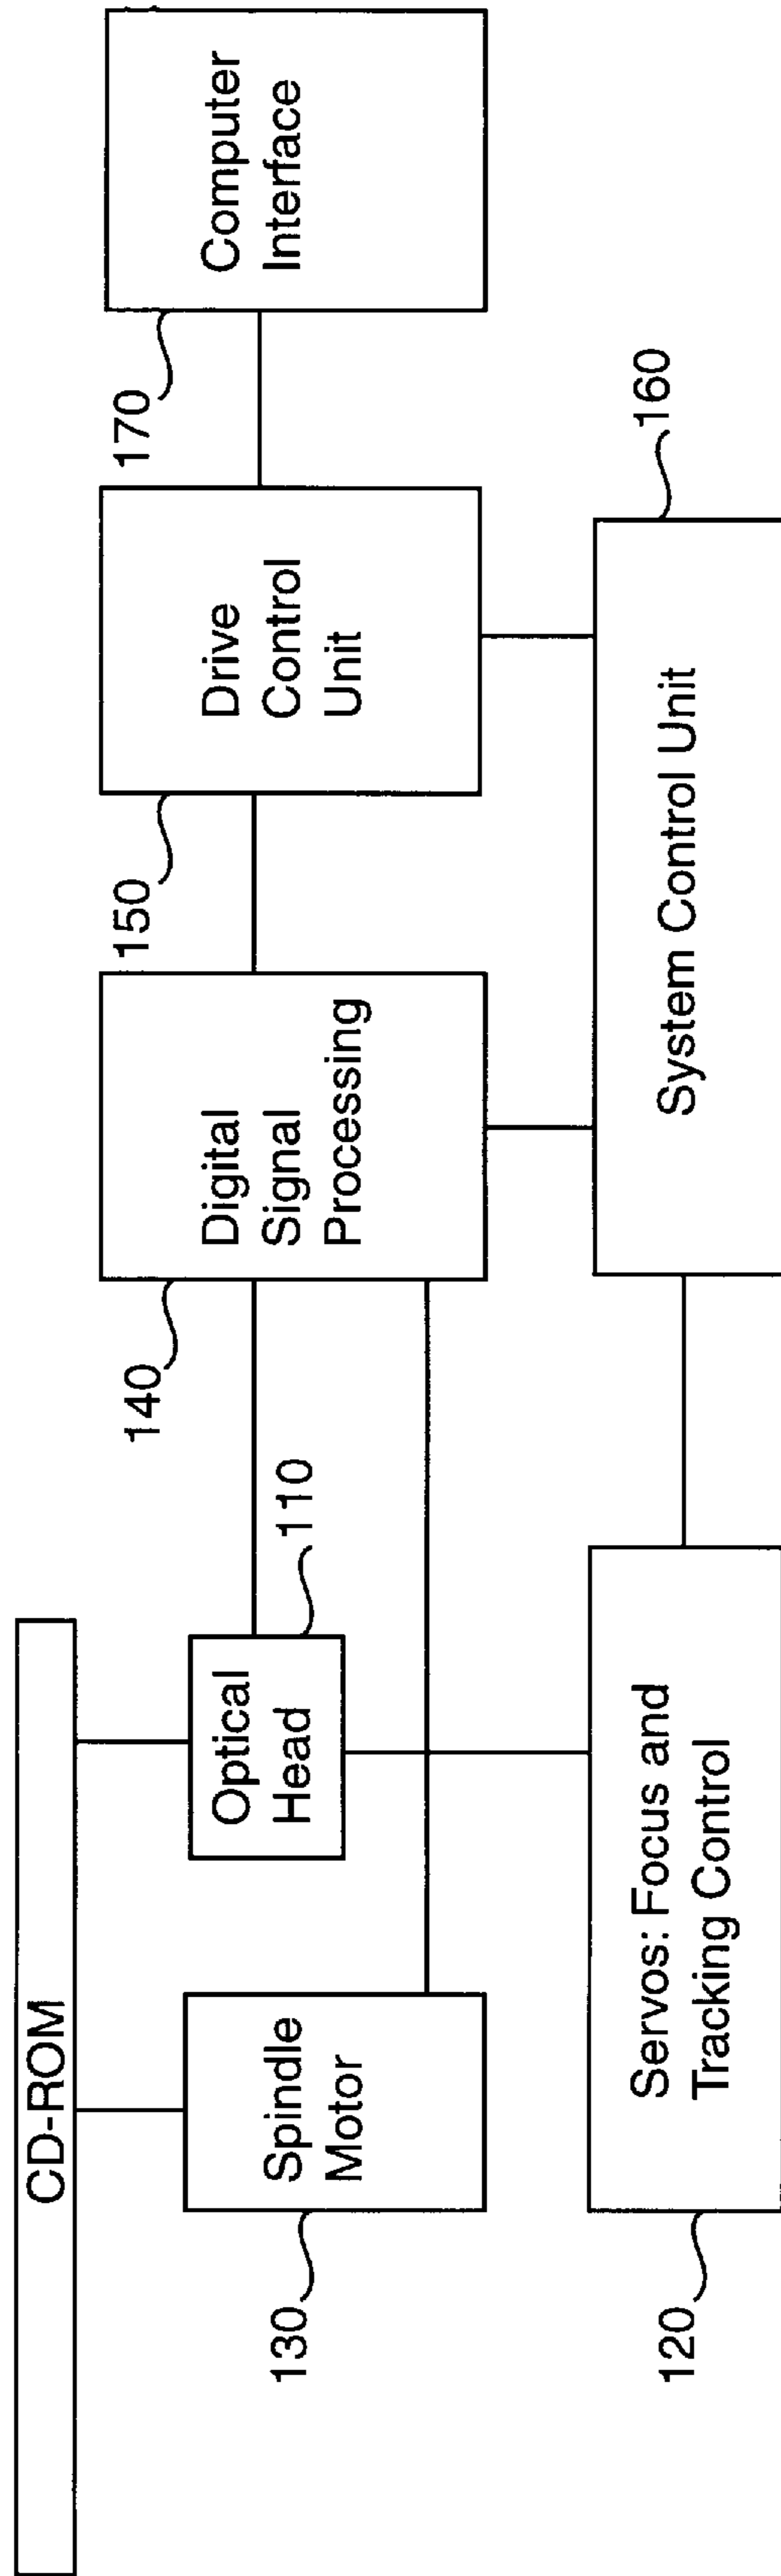 CD-ROM
Spindle
Motor
130
Optical
Head
110
Digital
Signal
Processing
140
Drive
Control
Unit
150
Computer
Interface
170
Servos: Focus and
Tracking Control
120
System Control Unit
160